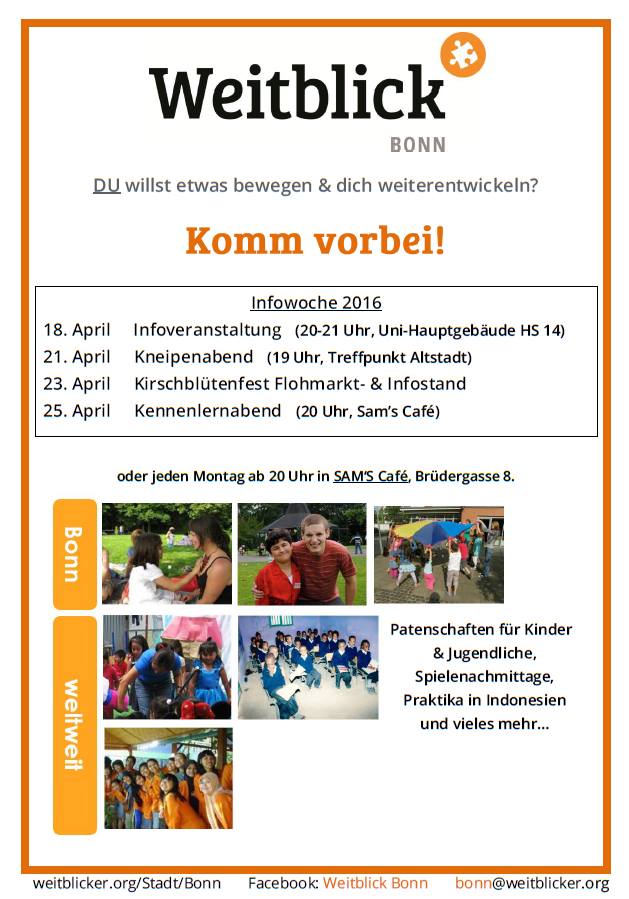 Weitblick
BONN
DU willst etwas bewegen & dich weiterentwickeln?
Komm vorbei!
Infowoche 2016
18. April Infoveranstaltung (20-21 Uhr, Uni-Hauptgebäude HS 14)
21. April Kneipenabend (19 Uhr, Treffpunkt Altstadt)
23. April Kirschblütenfest Flohmarkt- & Infostand
25. April Kennenlernabend (20 Uhr, Sam's Café)
oder jeden Montag ab 20 Uhr in SAM'S Café, Brüdergasse 8.
Bonn
weltweit
Patenschaften für Kinder
& Jugendliche,
Spielenachmittage,
Praktika in Indonesien
und vieles mehr...
weitblicker.org/Stadt/Bonn Facebook: Weitblick Bonn bonn@weitblicker.org